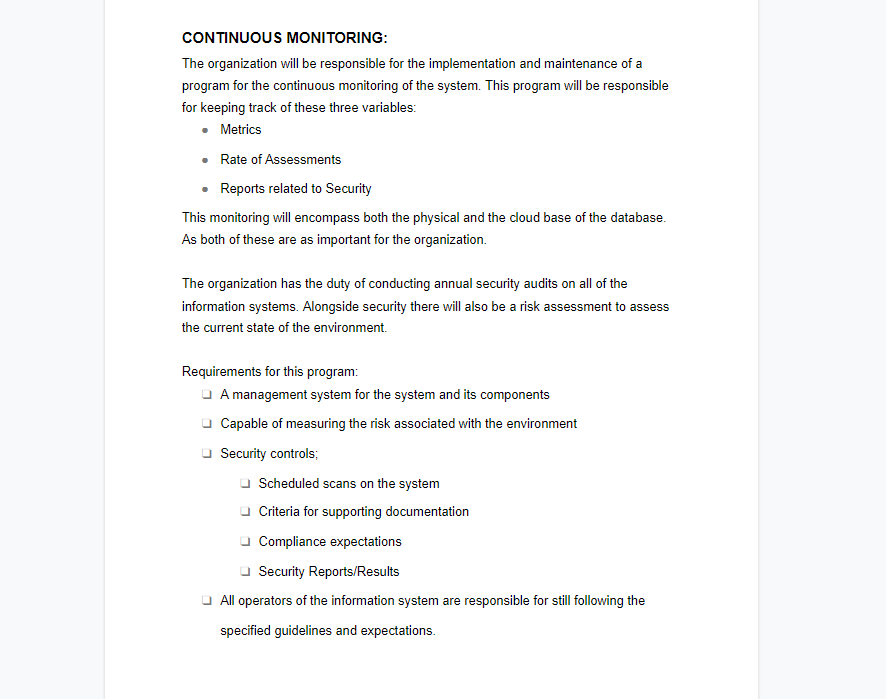 CONTINUOUS MONITORING:
The organization will be responsible for the implementation and maintenance of a
program for the continuous monitoring of the system. This program will be responsible
for keeping track of these three variables:
● Metrics
● Rate of Assessments
● Reports related to Security
This monitoring will encompass both the physical and the cloud base of the database.
As both of these are as important for the organization.
The organization has the duty of conducting annual security audits on all of the
information systems. Alongside security there will also be a risk assessment to assess
the current state of the environment.
Requirements for this program:
❏ A management system for the system and its components
❏ Capable of measuring the risk associated with the environment
❏ Security controls;
❏ Scheduled scans on the system
❏ Criteria for supporting documentation
❏ Compliance expectations
❏ Security Reports/Results
❏ All operators of the information system are responsible for still following the
specified guidelines and expectations.